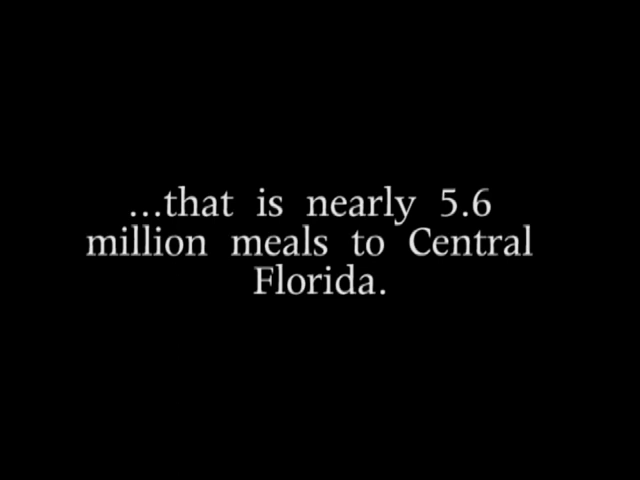 ...that is nearly 5.6
million meals to Central
Florida.